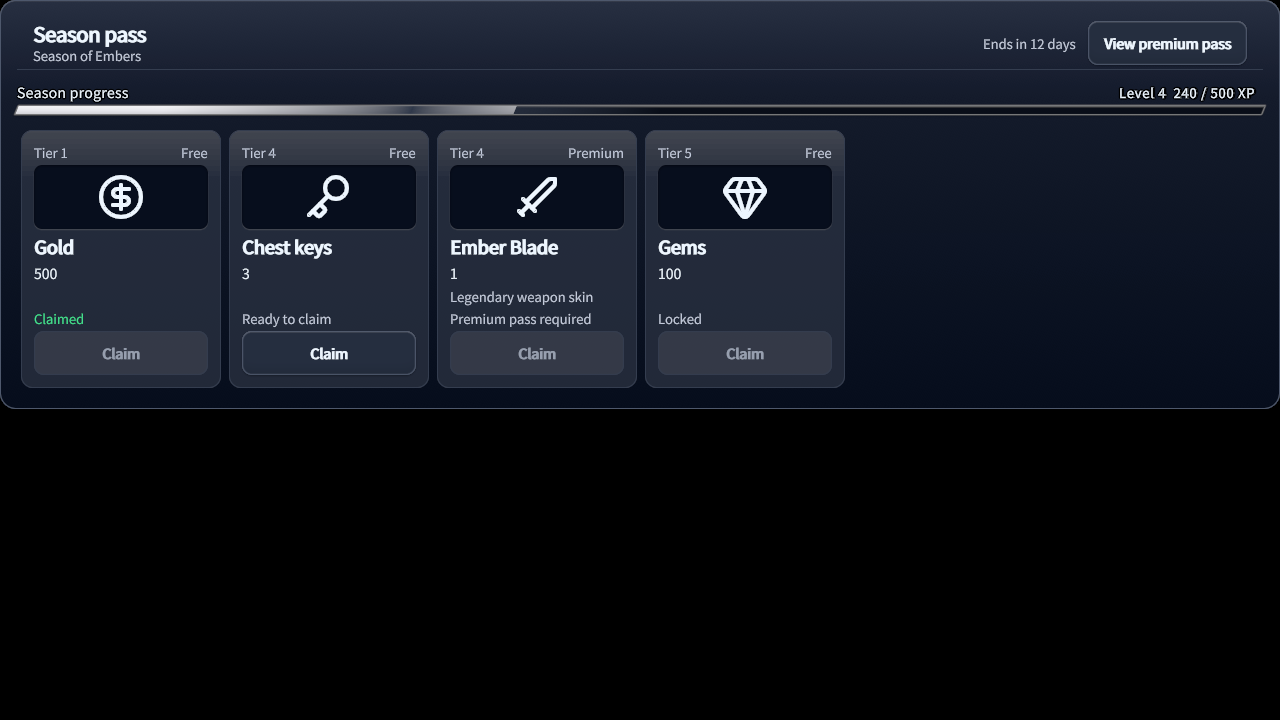 Season pass
Season of Embers
Ends in 12 days
View premium pass
Season progress
Level 4 240 / 500 XP
Tier 1 Free
Gold
500
Claimed
Claim
Tier 4 Free
Chest keys
3
Ready to claim
Claim
Tier 4 Premium
Ember Blade
1
Legendary weapon skin
Premium pass required
Claim
Tier 5 Free
Gems
100
Locked
Claim